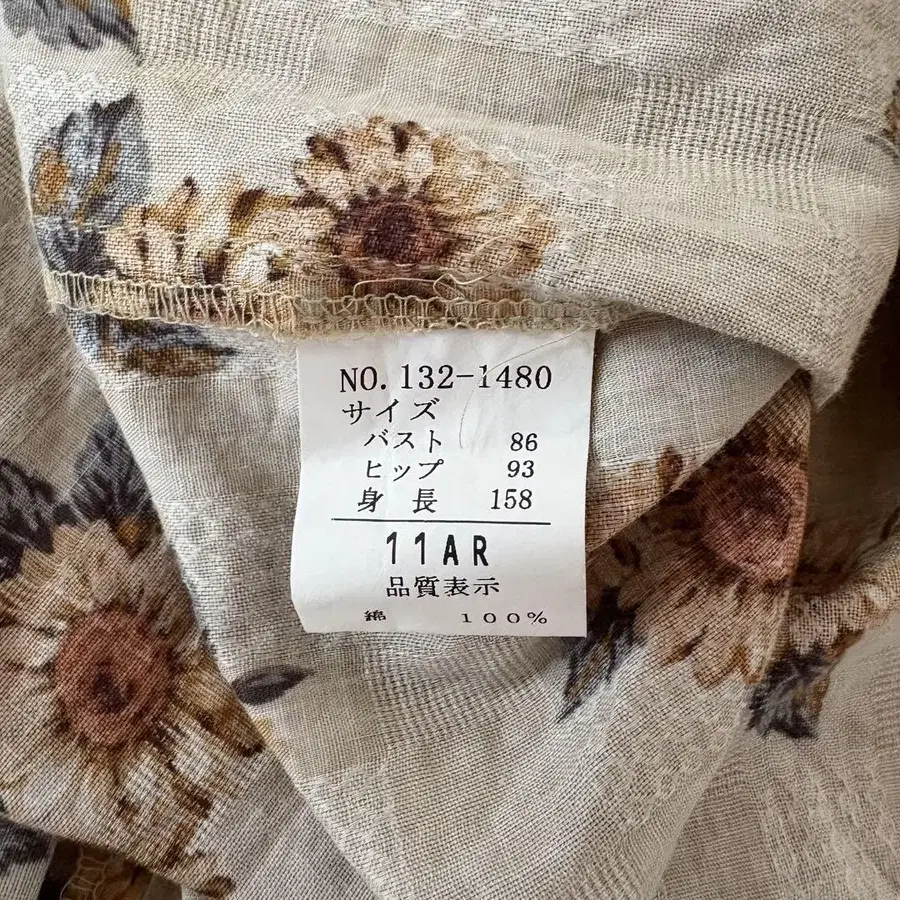 NO. 132-1480
サイズ
バスト 86
ヒップ 93
身長 158
11AR
品質表示
綿 100%